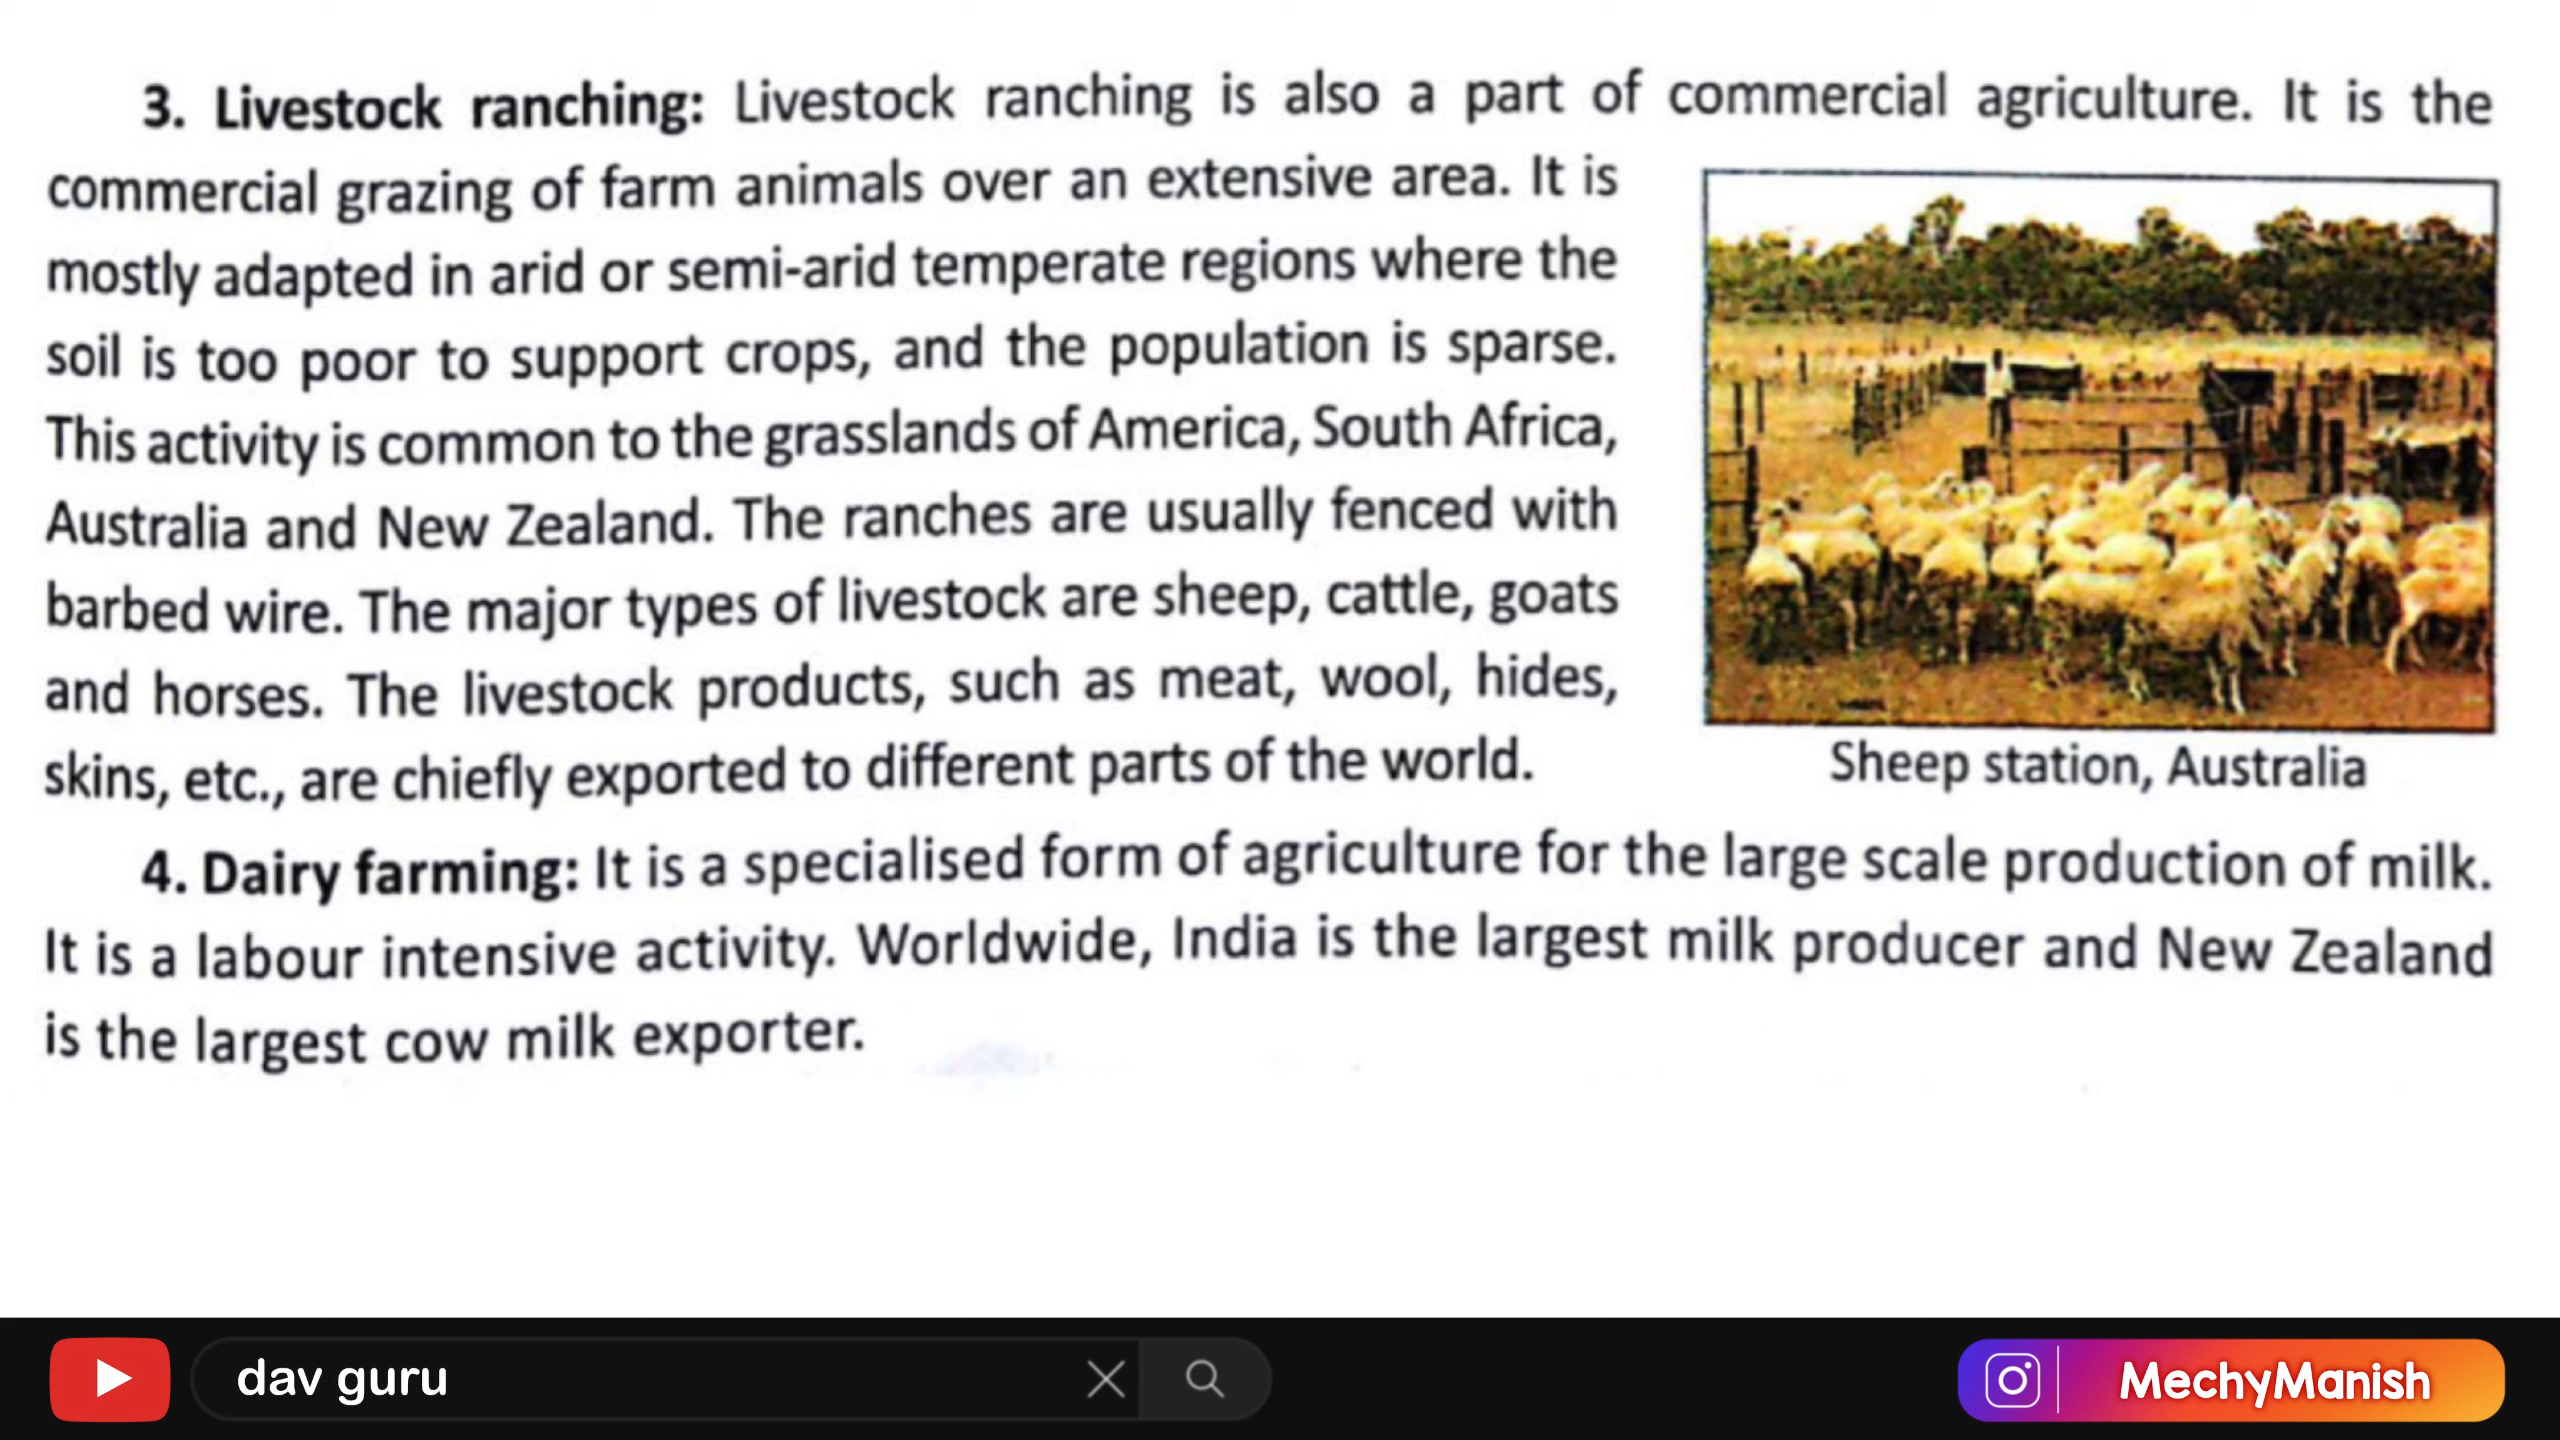 3. Livestock ranching: Livestock ranching is also a part of commercial agriculture. It is the
commercial grazing of farm animals over an extensive area. It is
mostly adapted in arid or semi-arid temperate regions where the
soil is too poor to support crops, and the population is sparse.
This activity is common to the grasslands of America, South Africa,
Australia and New Zealand. The ranches are usually fenced with
barbed wire. The major types of livestock are sheep, cattle, goats
and horses. The livestock products, such as meat, wool, hides,
skins, etc., are chiefly exported to different parts of the world.
Sheep station, Australia
4. Dairy farming: It is a specialised form of agriculture for the large scale production of milk.
It is a labour intensive activity. Worldwide, India is the largest milk producer and New Zealand
is the largest cow milk exporter.
dav guru
MechyManish